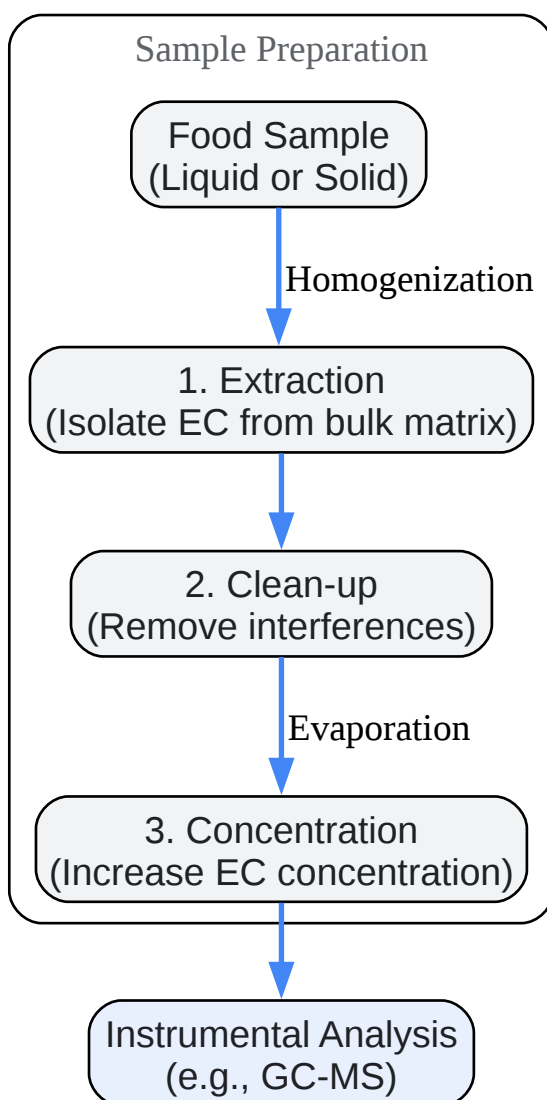 Sample Preparation
Food Sample
(Liquid or Solid)
Homogenization
1. Extraction
(Isolate EC from bulk matrix)
2. Clean-up
(Remove interferences)
Evaporation
3. Concentration
(Increase EC concentration)
Instrumental Analysis
(e.g., GC-MS)